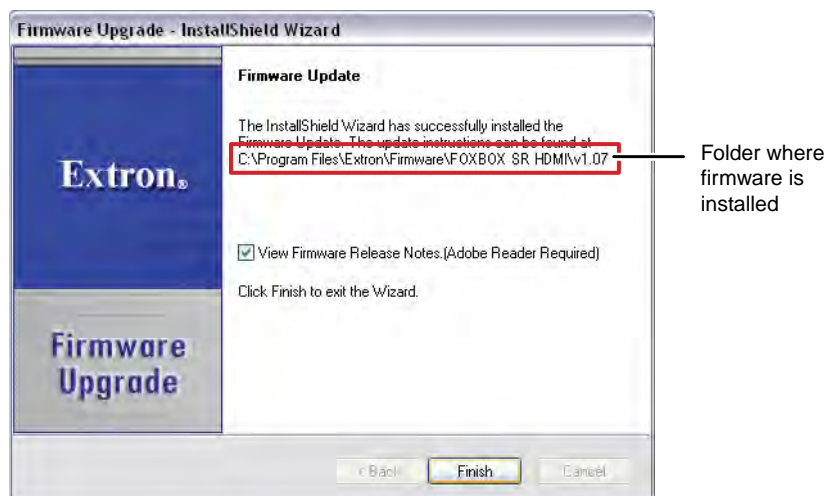 Firmware Upgrade - InstallShield Wizard
Firmware Update
The InstallShield Wizard has successfully installed the
Firmware Update. The update instructions can be found at
C:\Program Files\Extron\Firmware\FOXBOX SR HDMI\v1.07
Folder where
firmware is
installed
Extron®
View Firmware Release Notes.(Adobe Reader Required)
Click Finish to exit the Wizard.
Firmware
Upgrade
< Back
Finish
Cancel